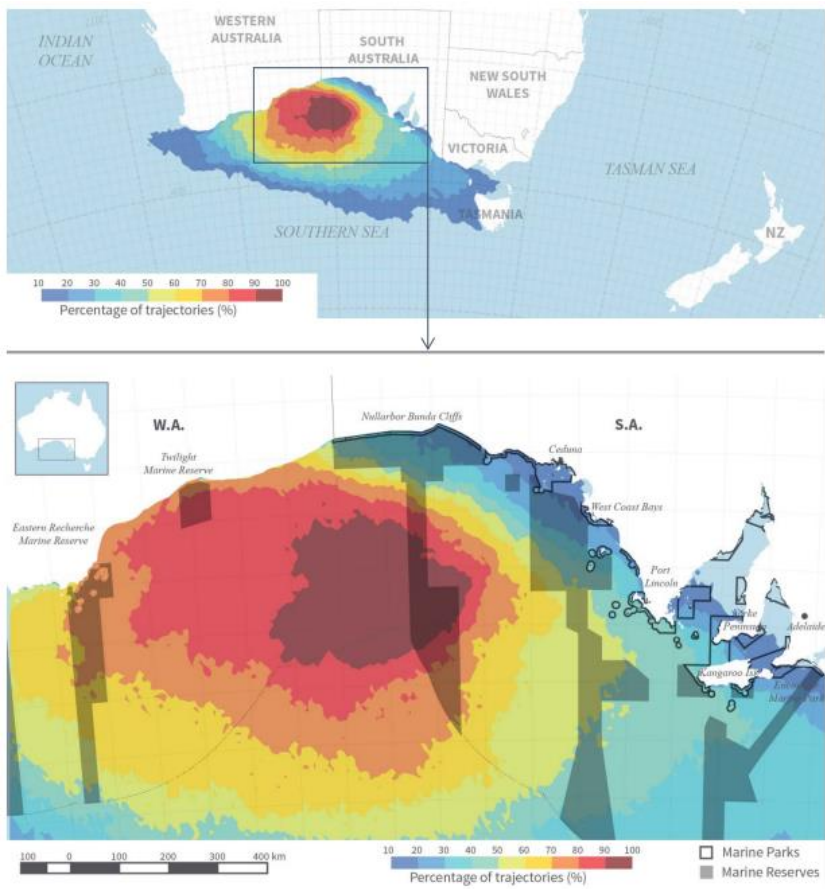 WESTERN
AUSTRALIA
INDIAN
OCEAN
SOUTH
AUSTRALIA
NEW SOUTH
WALES
VICTORIA
TASMAN SEA
TASMANIA
SOUTHERN SEA
NZ
10 20 30 40 50 60 70 80 90 100
Percentage of trajectories (%)
W.A.
Nullarbor Bunda Cliffs
S.A.
Twilight
Marine Reserve
Ceduna
West Coast Bays
Eastern Recherche
Marine Reserve
Port
Lincoln
Peninsula
Adelaide
Kangaroo Isl
Marine Park
100 0 100 200 300 400 km
10 20 30 40 50 60 70 80 90 100
Percentage of trajectories (%)
Marine Parks
Marine Reserves